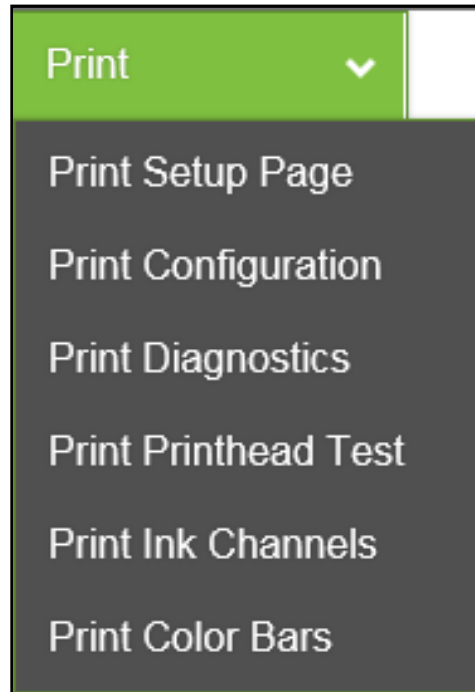 Print
Print Setup Page
Print Configuration
Print Diagnostics
Print Printhead Test
Print Ink Channels
Print Color Bars